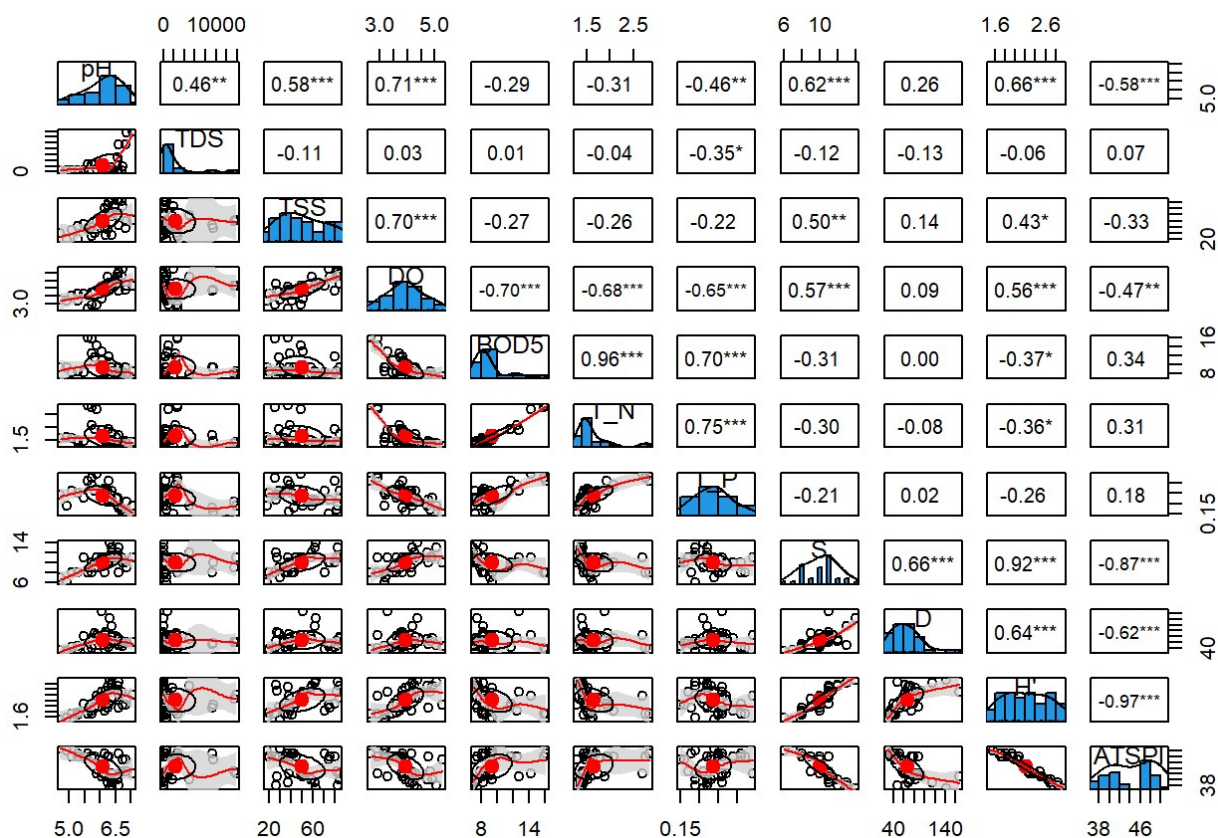 0 10000 3.0 5.0 1.5 2.5 6 10 1.6 2.6
pH 0.46** 0.58*** 0.71*** -0.29 -0.31 -0.46** 0.62*** 0.26 0.66*** -0.58*** 5.0
0 TDS -0.11 0.03 0.01 -0.04 -0.35* -0.12 -0.13 -0.06 0.07
TSS 0.70*** -0.27 -0.26 -0.22 0.50** 0.14 0.43* -0.33 20
3.0 DO -0.70*** -0.68*** -0.65*** 0.57*** 0.09 0.56*** -0.47**
BOD5 0.96*** 0.70*** -0.31 0.00 -0.37* 0.34 8 16
1.5 T_N 0.75*** -0.30 -0.08 -0.36* 0.31
T_P -0.21 0.02 -0.26 0.18 0.15
6 14 S 0.66*** 0.92*** -0.87***
D 0.64*** -0.62*** 40
1.6 H' -0.97***
ATSPI 38
5.0 6.5 20 60 8 14 0.15 40 140 38 46